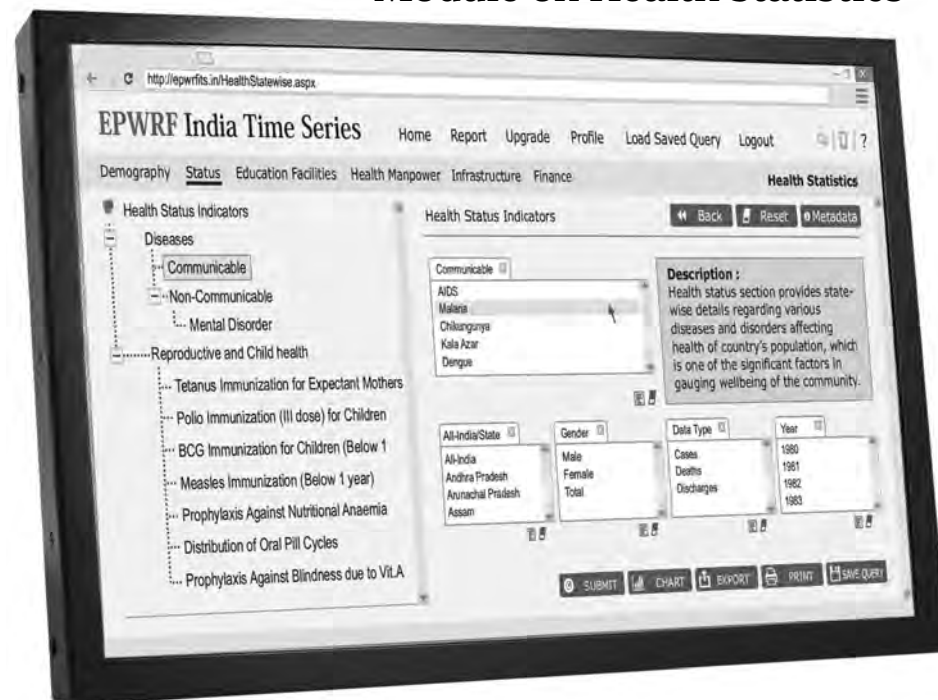 Module on Health Statistics
http://epwrfits.in/HealthStatewise.aspx
EPWRF India Time Series
Home Report Upgrade Profile Load Saved Query Logout ?
Demography Status Education Facilities Health Manpower Infrastructure Finance
Health Statistics
Health Status Indicators
Diseases
Communicable
Non-Communicable
Mental Disorder
Reproductive and Child health
Tetanus Immunization for Expectant Mothers
Polio Immunization (III dose) for Children
BCG Immunization for Children (Below 1
Measles Immunization (Below 1 year)
Prophylaxis Against Nutritional Anaemia
Distribution of Oral Pill Cycles
Prophylaxis Against Blindness due to Vit.A
Health Status Indicators
Back Reset Metadata
Communicable
AIDS
Malaria
Chikungunya
Kala Azar
Dengue
Description :
Health status section provides state-
wise details regarding various
diseases and disorders affecting
health of country's population, which
is one of the significant factors in
gauging wellbeing of the community.
All-India/State
All-India
Andhra Pradesh
Arunachal Pradesh
Assam
Gender
Male
Female
Total
Data Type
Cases
Deaths
Discharges
Year
1980
1981
1982
1983
SUBMIT CHART EXPORT PRINT SAVE QUERY